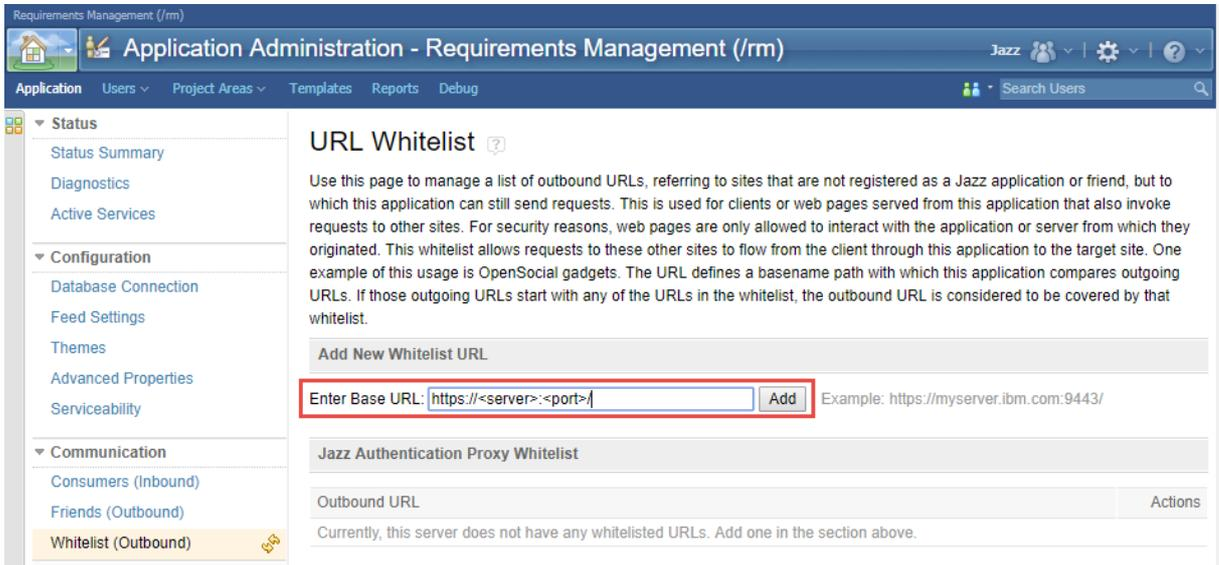 Requirements Management (/rm)
Application Administration - Requirements Management (/rm)
Jazz
Application Users Project Areas Templates Reports Debug
Search Users
Status
Status Summary
Diagnostics
Active Services
Configuration
Database Connection
Feed Settings
Themes
Advanced Properties
Serviceability
Communication
Consumers (Inbound)
Friends (Outbound)
Whitelist (Outbound)
URL Whitelist ?
Use this page to manage a list of outbound URLs, referring to sites that are not registered as a Jazz application or friend, but to
which this application can still send requests. This is used for clients or web pages served from this application that also invoke
requests to other sites. For security reasons, web pages are only allowed to interact with the application or server from which they
originated. This whitelist allows requests to these other sites to flow from the client through this application to the target site. One
example of this usage is OpenSocial gadgets. The URL defines a basename path with which this application compares outgoing
URLs. If those outgoing URLs start with any of the URLs in the whitelist, the outbound URL is considered to be covered by that
whitelist.
Add New Whitelist URL
Enter Base URL: https://<server>:<port>/ Add Example: https://myserver.ibm.com:9443/
Jazz Authentication Proxy Whitelist
Outbound URL Actions
Currently, this server does not have any whitelisted URLs. Add one in the section above.